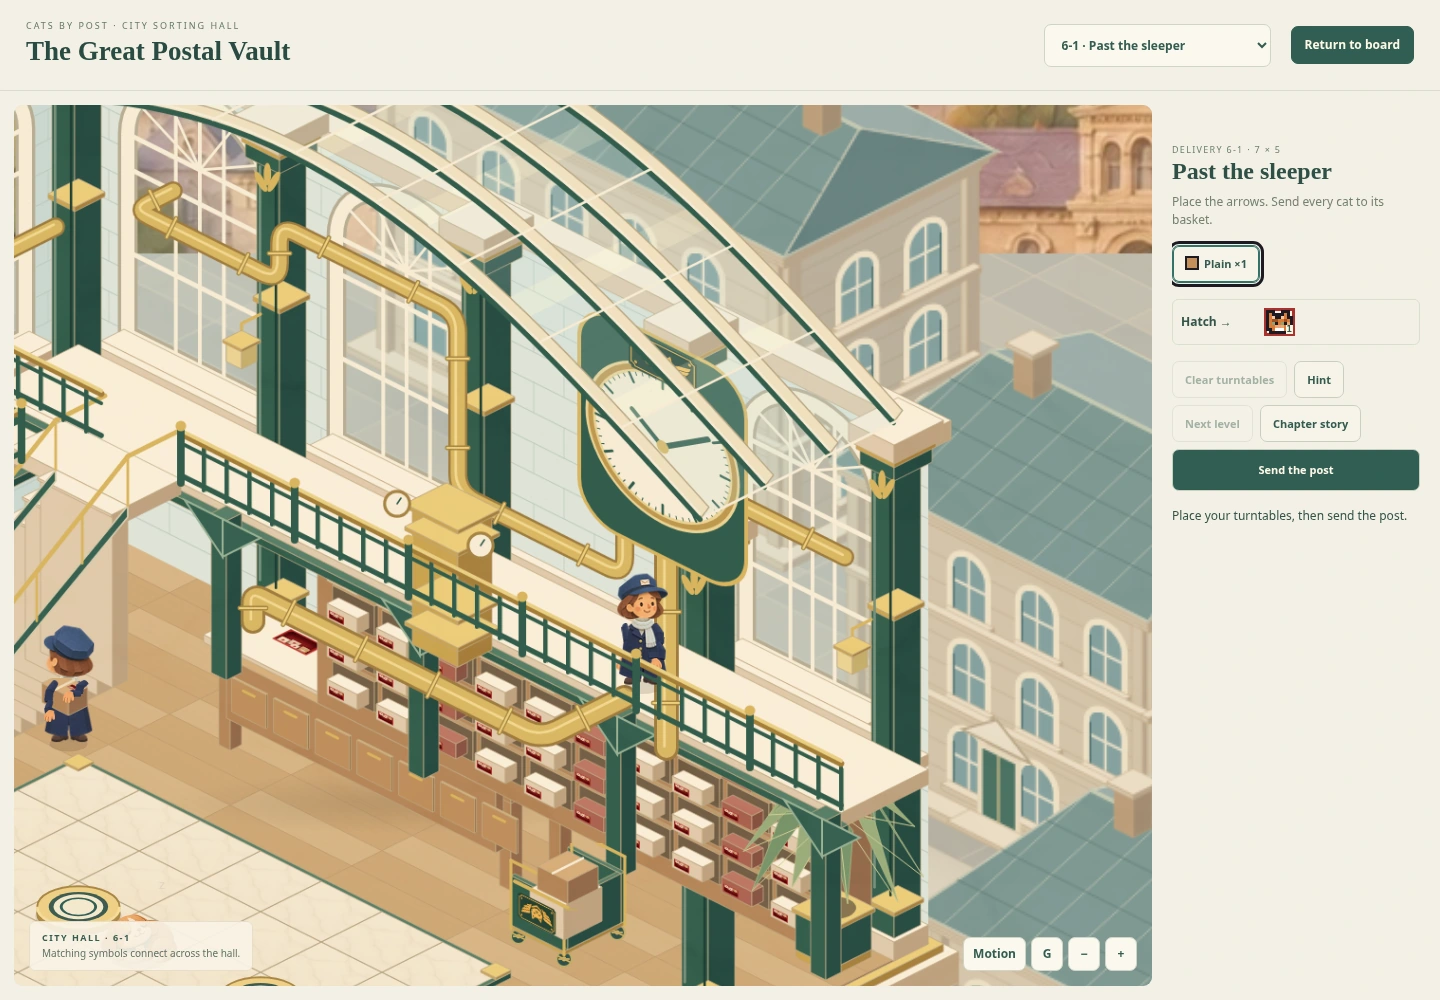 CATS BY POST · CITY SORTING HALL
The Great Postal Vault
6-1 · Past the sleeper
Return to board
DELIVERY 6-1 · 7 × 5
Past the sleeper
Place the arrows. Send every cat to its
basket.
Plain ×1
Hatch →
1
Clear turntables
Hint
Next level
Chapter story
Send the post
Place your turntables, then send the post.
CITY HALL · 6-1
Matching symbols connect across the hall.
Motion
G
−
+